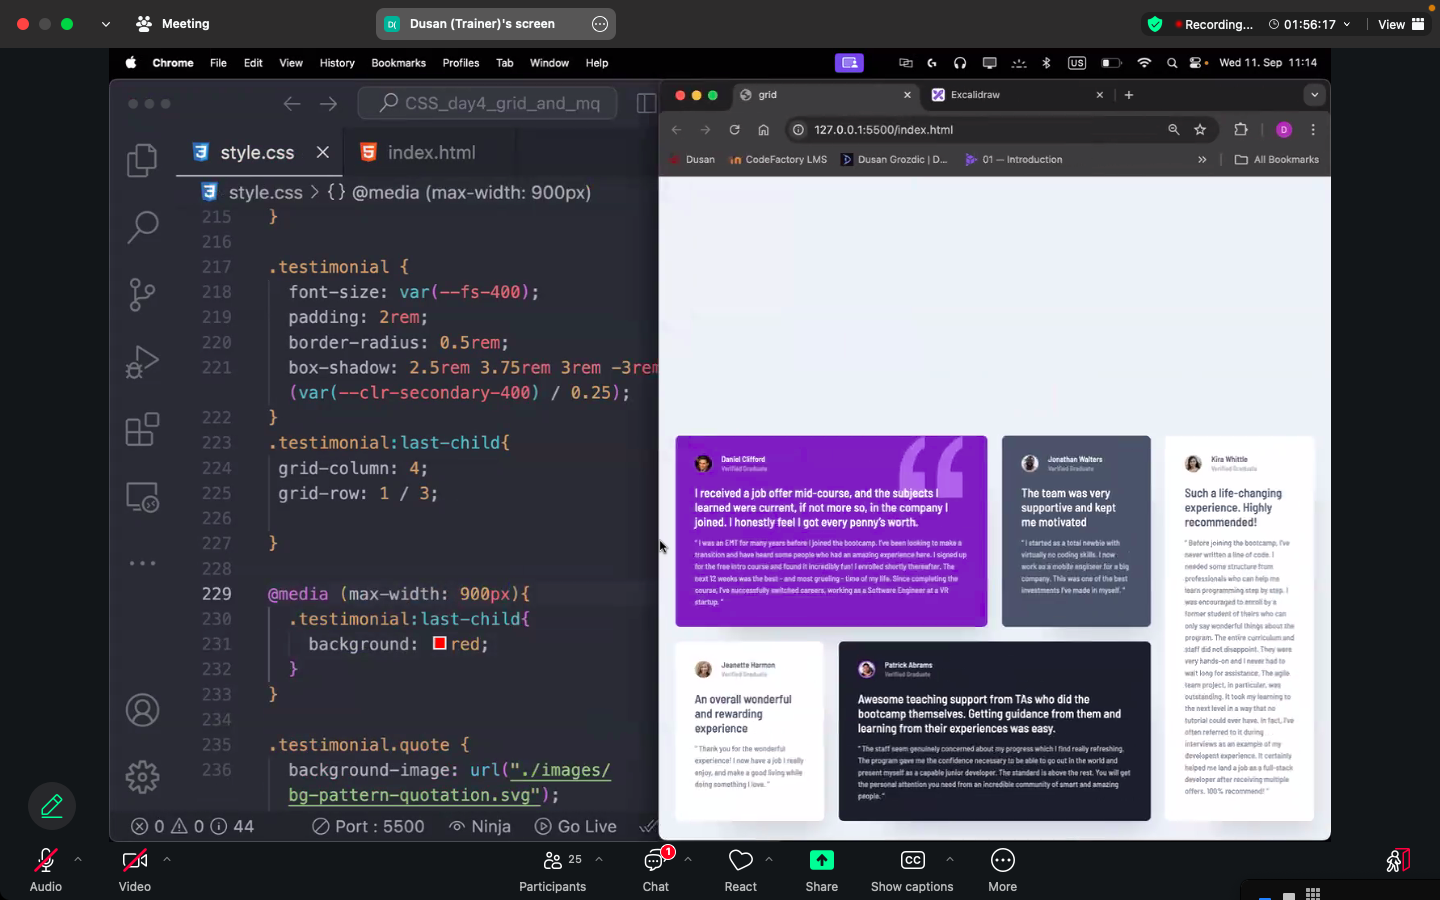 Meeting
D( Dusan (Trainer)'s screen
Recording...
01:56:17
View
Chrome File Edit View History Bookmarks Profiles Tab Window Help
US
Wed 11. Sep 11:14
CSS_day4_grid_and_mq
style.css
index.html
style.css > {} @media (max-width: 900px)
215 }
216
217 .testimonial {
218 font-size: var(--fs-400);
219 padding: 2rem;
220 border-radius: 0.5rem;
221 box-shadow: 2.5rem 3.75rem 3rem -3rem
(var(--clr-secondary-400) / 0.25);
222 }
223 .testimonial:last-child{
224 grid-column: 4;
225 grid-row: 1 / 3;
226
227 }
228
229 @media (max-width: 900px){
230 .testimonial:last-child{
231 background: red;
232 }
233 }
234
235 .testimonial.quote {
236 background-image: url("./images/
bg-pattern-quotation.svg");
0 0 44
Port : 5500
Ninja
Go Live
grid
Excalidraw
127.0.0.1:5500/index.html
D
Dusan
CodeFactory LMS
Dusan Grozdic | D...
01 — Introduction
All Bookmarks
Daniel Clifford
Verified Graduate
I received a job offer mid-course, and the subjects I
learned were current, if not more so, in the company I
joined. I honestly feel I got every penny's worth.
" I was an EMT for many years before I joined the bootcamp. I've been looking to make a
transition and have heard some people who had an amazing experience here. I signed up
for the free intro course and found it incredibly fun! I enrolled shortly thereafter. The
next 12 weeks was the best - and most grueling - time of my life. Since completing the
course, I've successfully switched careers, working as a Software Engineer at a VR
startup. "
Jonathan Walters
Verified Graduate
The team was very
supportive and kept
me motivated
" I started as a total newbie with
virtually no coding skills. I now
work as a mobile engineer for a big
company. This was one of the best
investments I've made in myself. "
Kira Whittle
Verified Graduate
Such a life-changing
experience. Highly
recommended!
" Before joining the bootcamp, I've
never written a line of code. I
needed some structure from
professionals who can help me
learn programming step by step. I
was encouraged to enroll by a
former student of theirs who can
only say wonderful things about the
program. The entire curriculum and
staff did not disappoint. They were
very hands-on and I never had to
wait long for assistance. The agile
team project, in particular, was
outstanding. It took my learning to
the next level in a way that no
tutorial could ever have. In fact, I've
often referred to it during
interviews as an example of my
developent experience. It certainly
helped me land a job as a full-stack
developer after receiving multiple
offers. 100% recommend! "
Jeanette Harmon
Verified Graduate
An overall wonderful
and rewarding
experience
" Thank you for the wonderful
experience! I now have a job I really
enjoy, and make a good living while
doing something I love. "
Patrick Abrams
Verified Graduate
Awesome teaching support from TAs who did the
bootcamp themselves. Getting guidance from them and
learning from their experiences was easy.
" The staff seem genuinely concerned about my progress which I find really refreshing.
The program gave me the confidence necessary to be able to go out in the world and
present myself as a capable junior developer. The standard is above the rest. You will get
the personal attention you need from an incredible community of smart and amazing
people. "
Audio
Video
25
Participants
1
Chat
React
Share
CC
Show captions
More